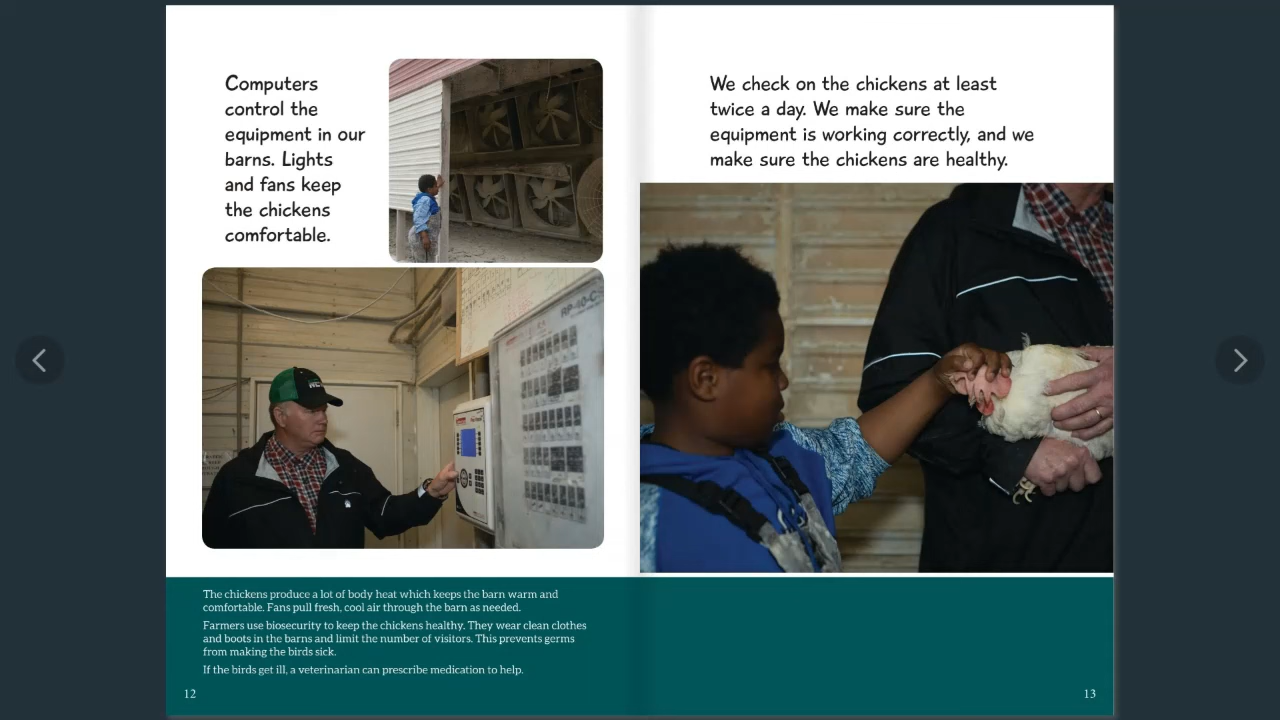 Computers
control the
equipment in our
barns. Lights
and fans keep
the chickens
comfortable.
RP-10-C
The chickens produce a lot of body heat which keeps the barn warm and
comfortable. Fans pull fresh, cool air through the barn as needed.
Farmers use biosecurity to keep the chickens healthy. They wear clean clothes
and boots in the barns and limit the number of visitors. This prevents germs
from making the birds sick.
If the birds get ill, a veterinarian can prescribe medication to help.
12
We check on the chickens at least
twice a day. We make sure the
equipment is working correctly, and we
make sure the chickens are healthy.
13